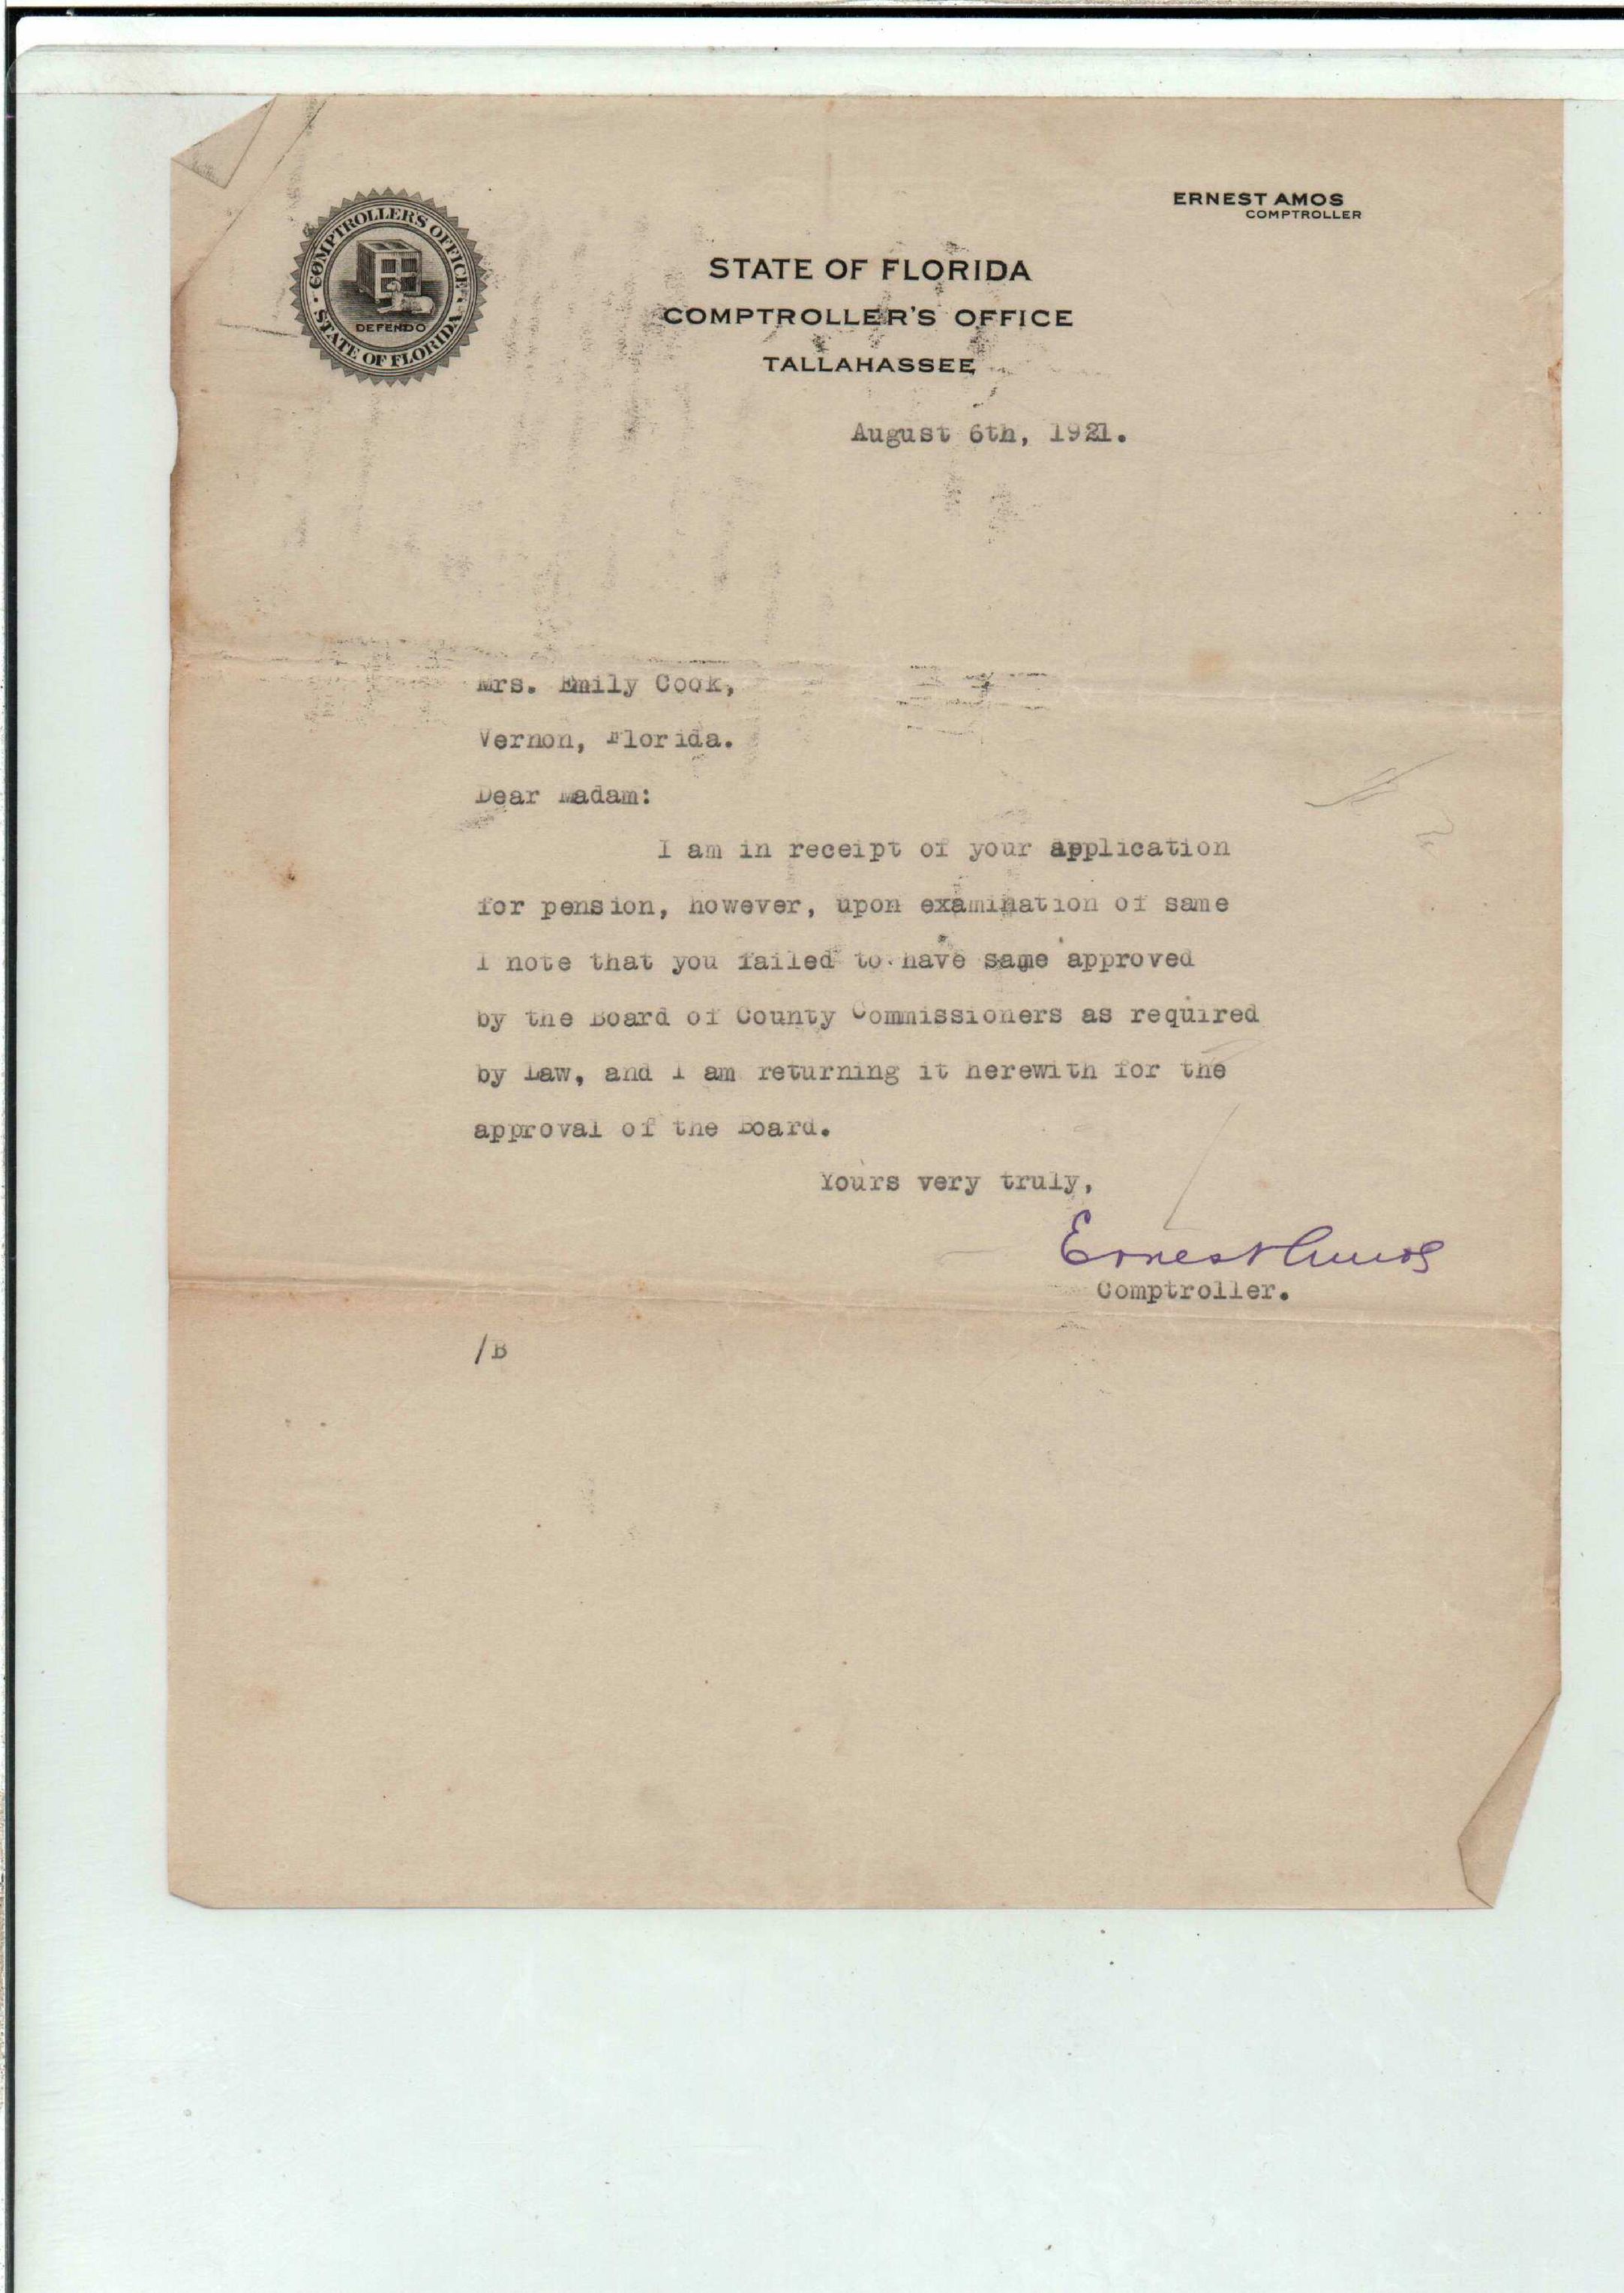 ERNEST AMOS
COMPTROLLER
COMPTROLLER'S OFFICE
DEFENDO
STATE OF FLORIDA
STATE OF FLORIDA
COMPTROLLER'S OFFICE
TALLAHASSEE
August 6th, 1921.
Mrs. Emily Cook,
Vernon, Florida.
Dear Madam:
I am in receipt of your application
for pension, however, upon examination of same
I note that you failed to have same approved
by the Board of County Commissioners as required
by Law, and I am returning it herewith for the
approval of the Board.
Yours very truly,
Ernest Amos
Comptroller.
/B